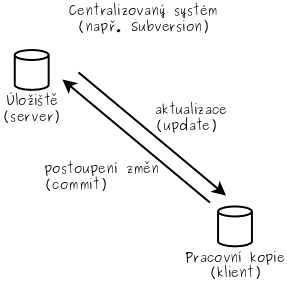 Centralizovaný systém
(např. Subversion)
Úložiště
(server)
aktualizace
(update)
postoupení změn
(commit)
Pracovní kopie
(klient)